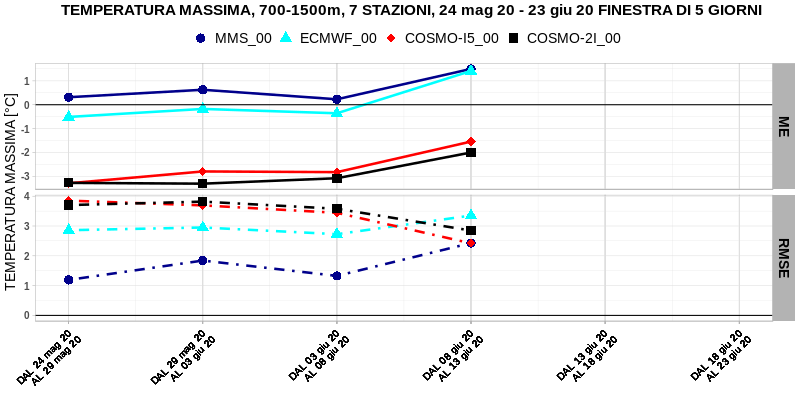 TEMPERATURA MASSIMA, 700-1500m, 7 STAZIONI, 24 mag 20 - 23 giu 20 FINESTRA DI 5 GIORNI
MMS_00 ECMWF_00 COSMO-I5_00 COSMO-2I_00
TEMPERATURA MASSIMA [°C]
1
0
-1
-2
-3
ME
4
3
2
1
0
RMSE
DAL 24 mag 20
AL 29 mag 20
DAL 29 mag 20
AL 03 giu 20
DAL 03 giu 20
AL 08 giu 20
DAL 08 giu 20
AL 13 giu 20
DAL 13 giu 20
AL 18 giu 20
DAL 18 giu 20
AL 23 giu 20